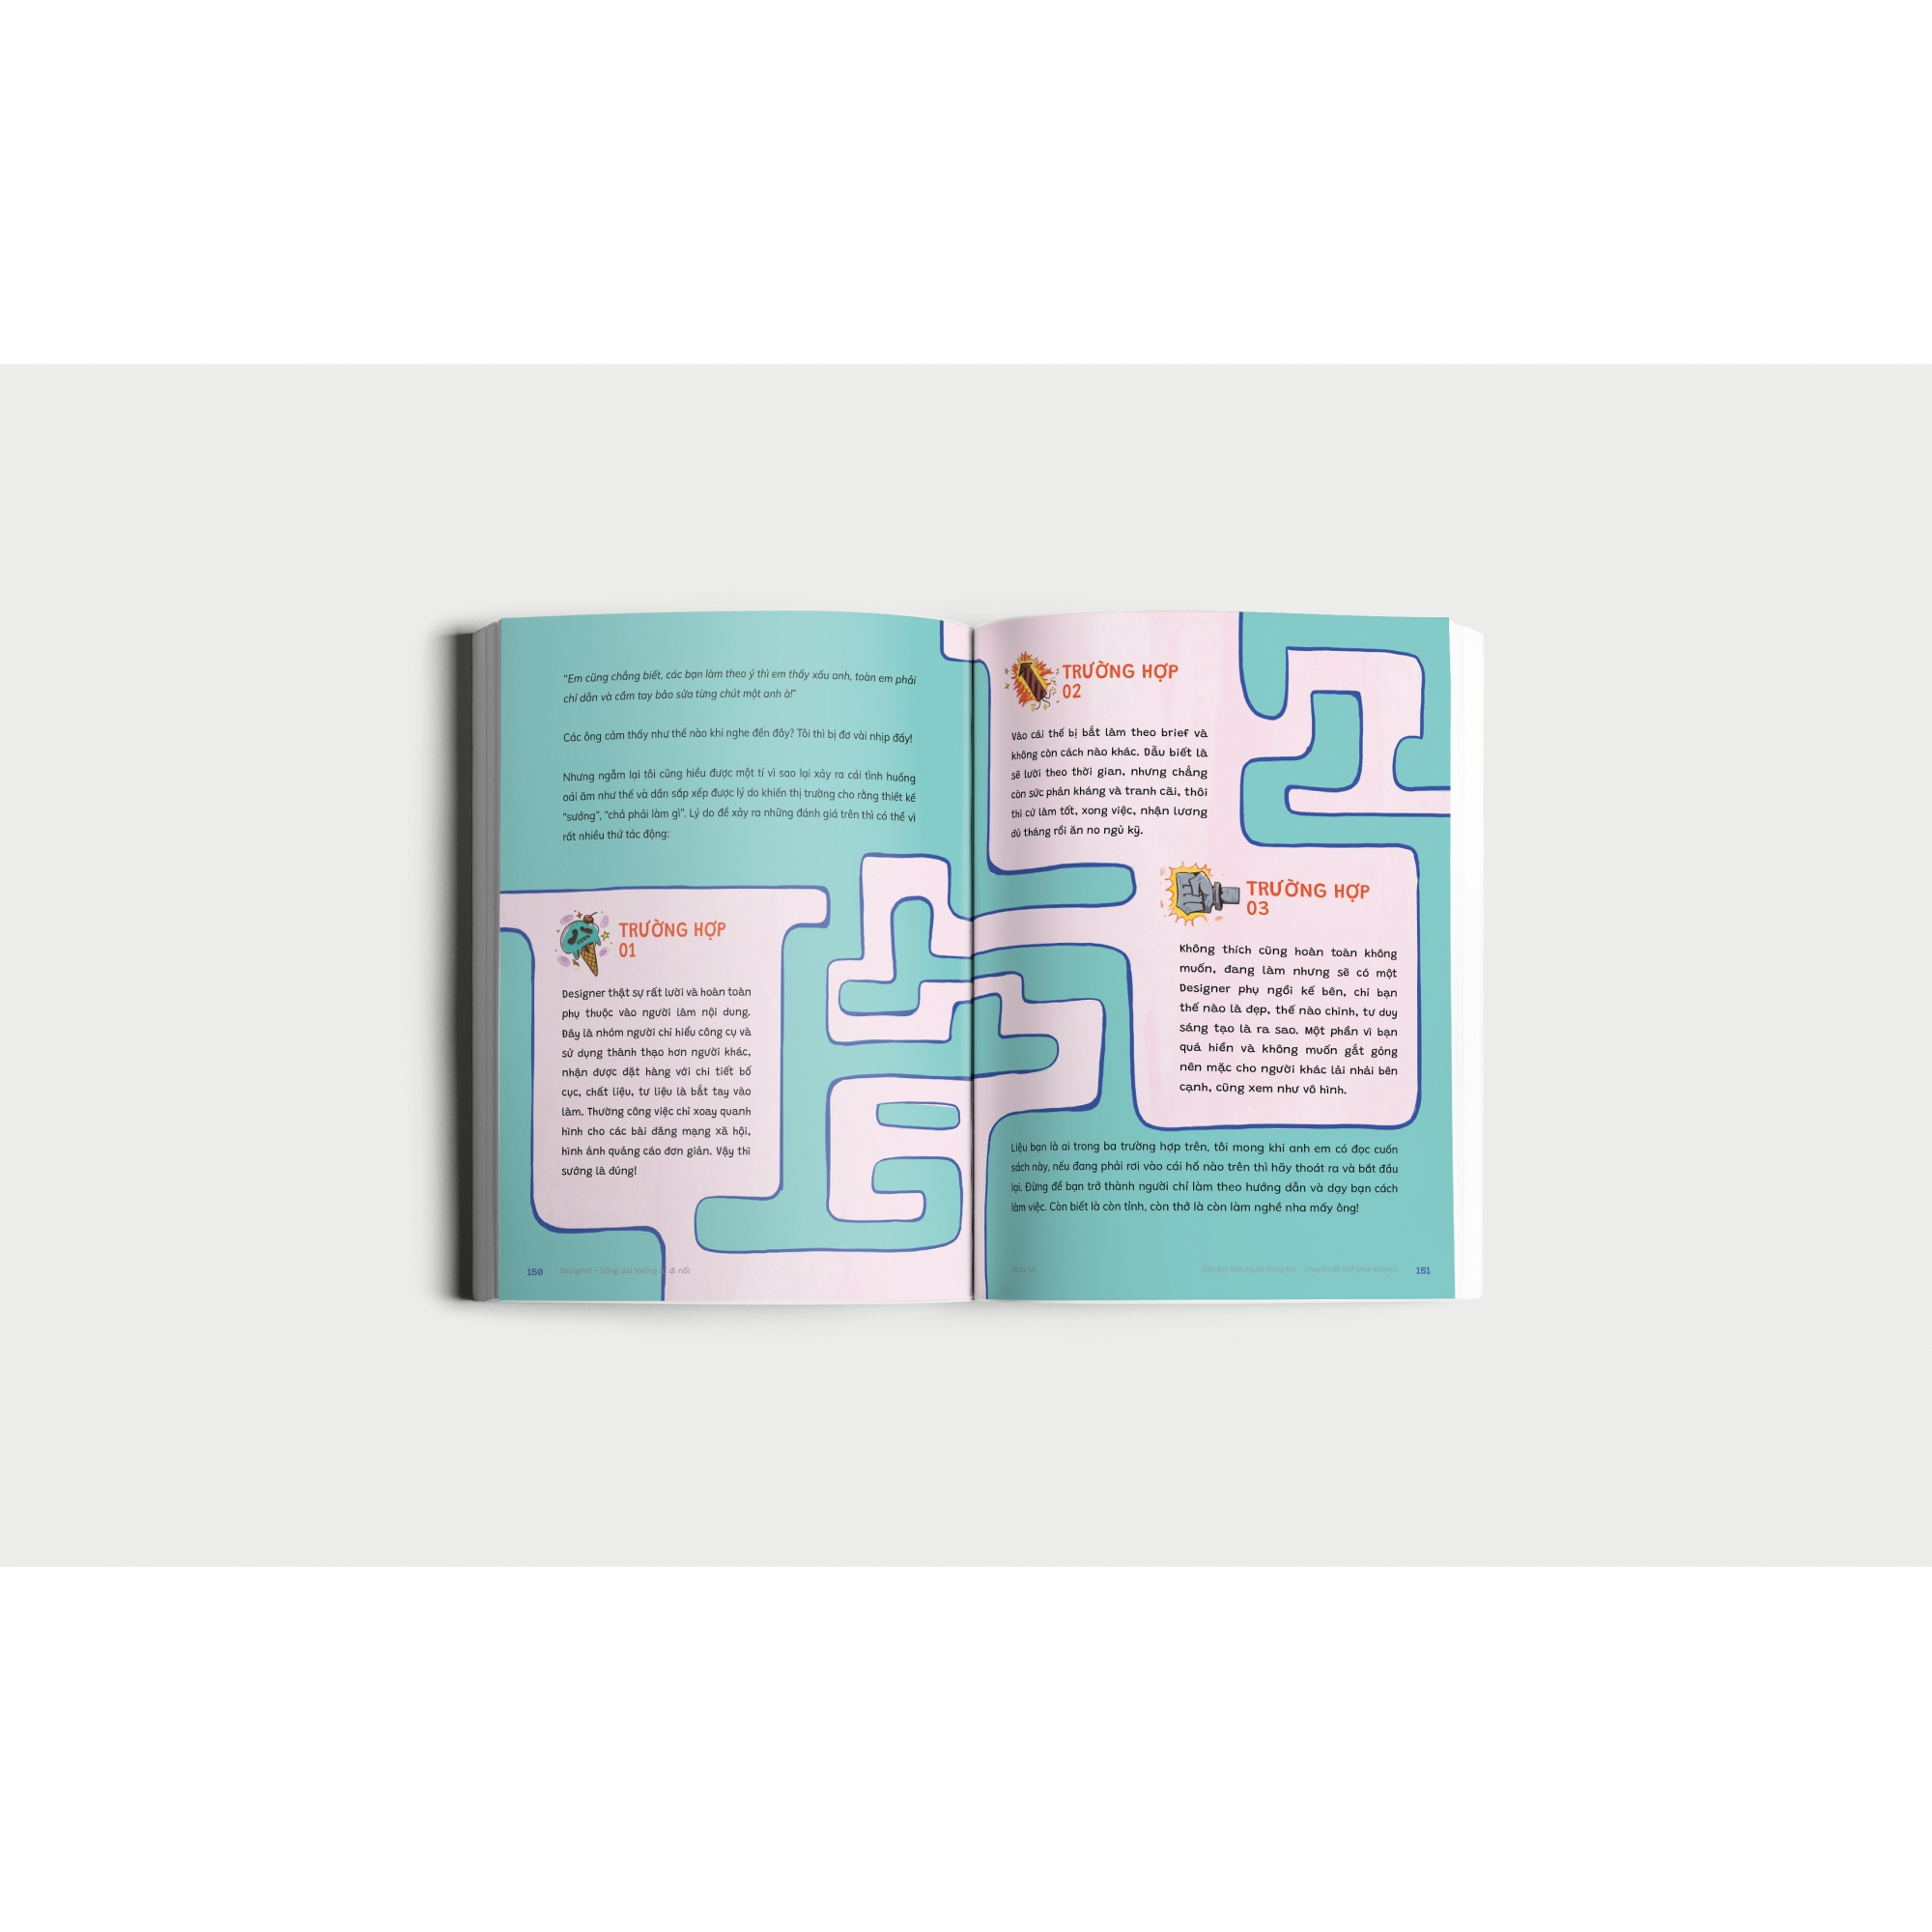 "Em cũng chẳng biết, các bạn làm theo ý thì em thấy xấu anh, toàn em phải
chỉ dẫn và cầm tay bảo sửa từng chút một anh à!"
Các ông cảm thấy như thế nào khi nghe đến đây? Tôi thì bị đơ vài nhịp đấy!
Nhưng ngẫm lại tôi cũng hiểu được một tí vì sao lại xảy ra cái tình huống
oái ăm như thế và dần sắp xếp được lý do khiến thị trường cho rằng thiết kế
"sướng", "chả phải làm gì". Lý do để xảy ra những đánh giá trên thì có thể vì
rất nhiều thứ tác động:
TRƯỜNG HỢP
01
Designer thật sự rất lười và hoàn toàn
phụ thuộc vào người làm nội dung.
Đây là nhóm người chỉ hiểu công cụ và
sử dụng thành thạo hơn người khác,
nhận được đặt hàng với chi tiết bố
cục, chất liệu, tư liệu là bắt tay vào
làm. Thường công việc chỉ xoay quanh
hình cho các bài đăng mạng xã hội,
hình ảnh quảng cáo đơn giản. Vậy thì
sướng là đúng!
150
Designer - Sống dai không đi nổi
TRƯỜNG HỢP
02
Vào cái thế bị bắt làm theo brief và
không còn cách nào khác. Dẫu biết là
sẽ lười theo thời gian, nhưng chẳng
còn sức phản kháng và tranh cãi, thôi
thì cứ làm tốt, xong việc, nhận lương
đủ tháng rồi ăn no ngủ kỹ.
TRƯỜNG HỢP
03
Không thích cũng hoàn toàn không
muốn, đang làm nhưng sẽ có một
Designer phụ ngồi kế bên, chỉ bạn
thế nào là đẹp, thế nào chỉnh, tư duy
sáng tạo là ra sao. Một phần vì bạn
quá hiền và không muốn gắt gỏng
nên mặc cho người khác lải nhải bên
cạnh, cũng xem như vô hình.
Liệu bạn là ai trong ba trường hợp trên, tôi mong khi anh em có đọc cuốn
sách này, nếu đang phải rơi vào cái hố nào trên thì hãy thoát ra và bắt đầu
lại. Đừng để bạn trở thành người chỉ làm theo hướng dẫn và dạy bạn cách
làm việc. Còn biết là còn tỉnh, còn thở là còn làm nghề nha mấy ông!
151